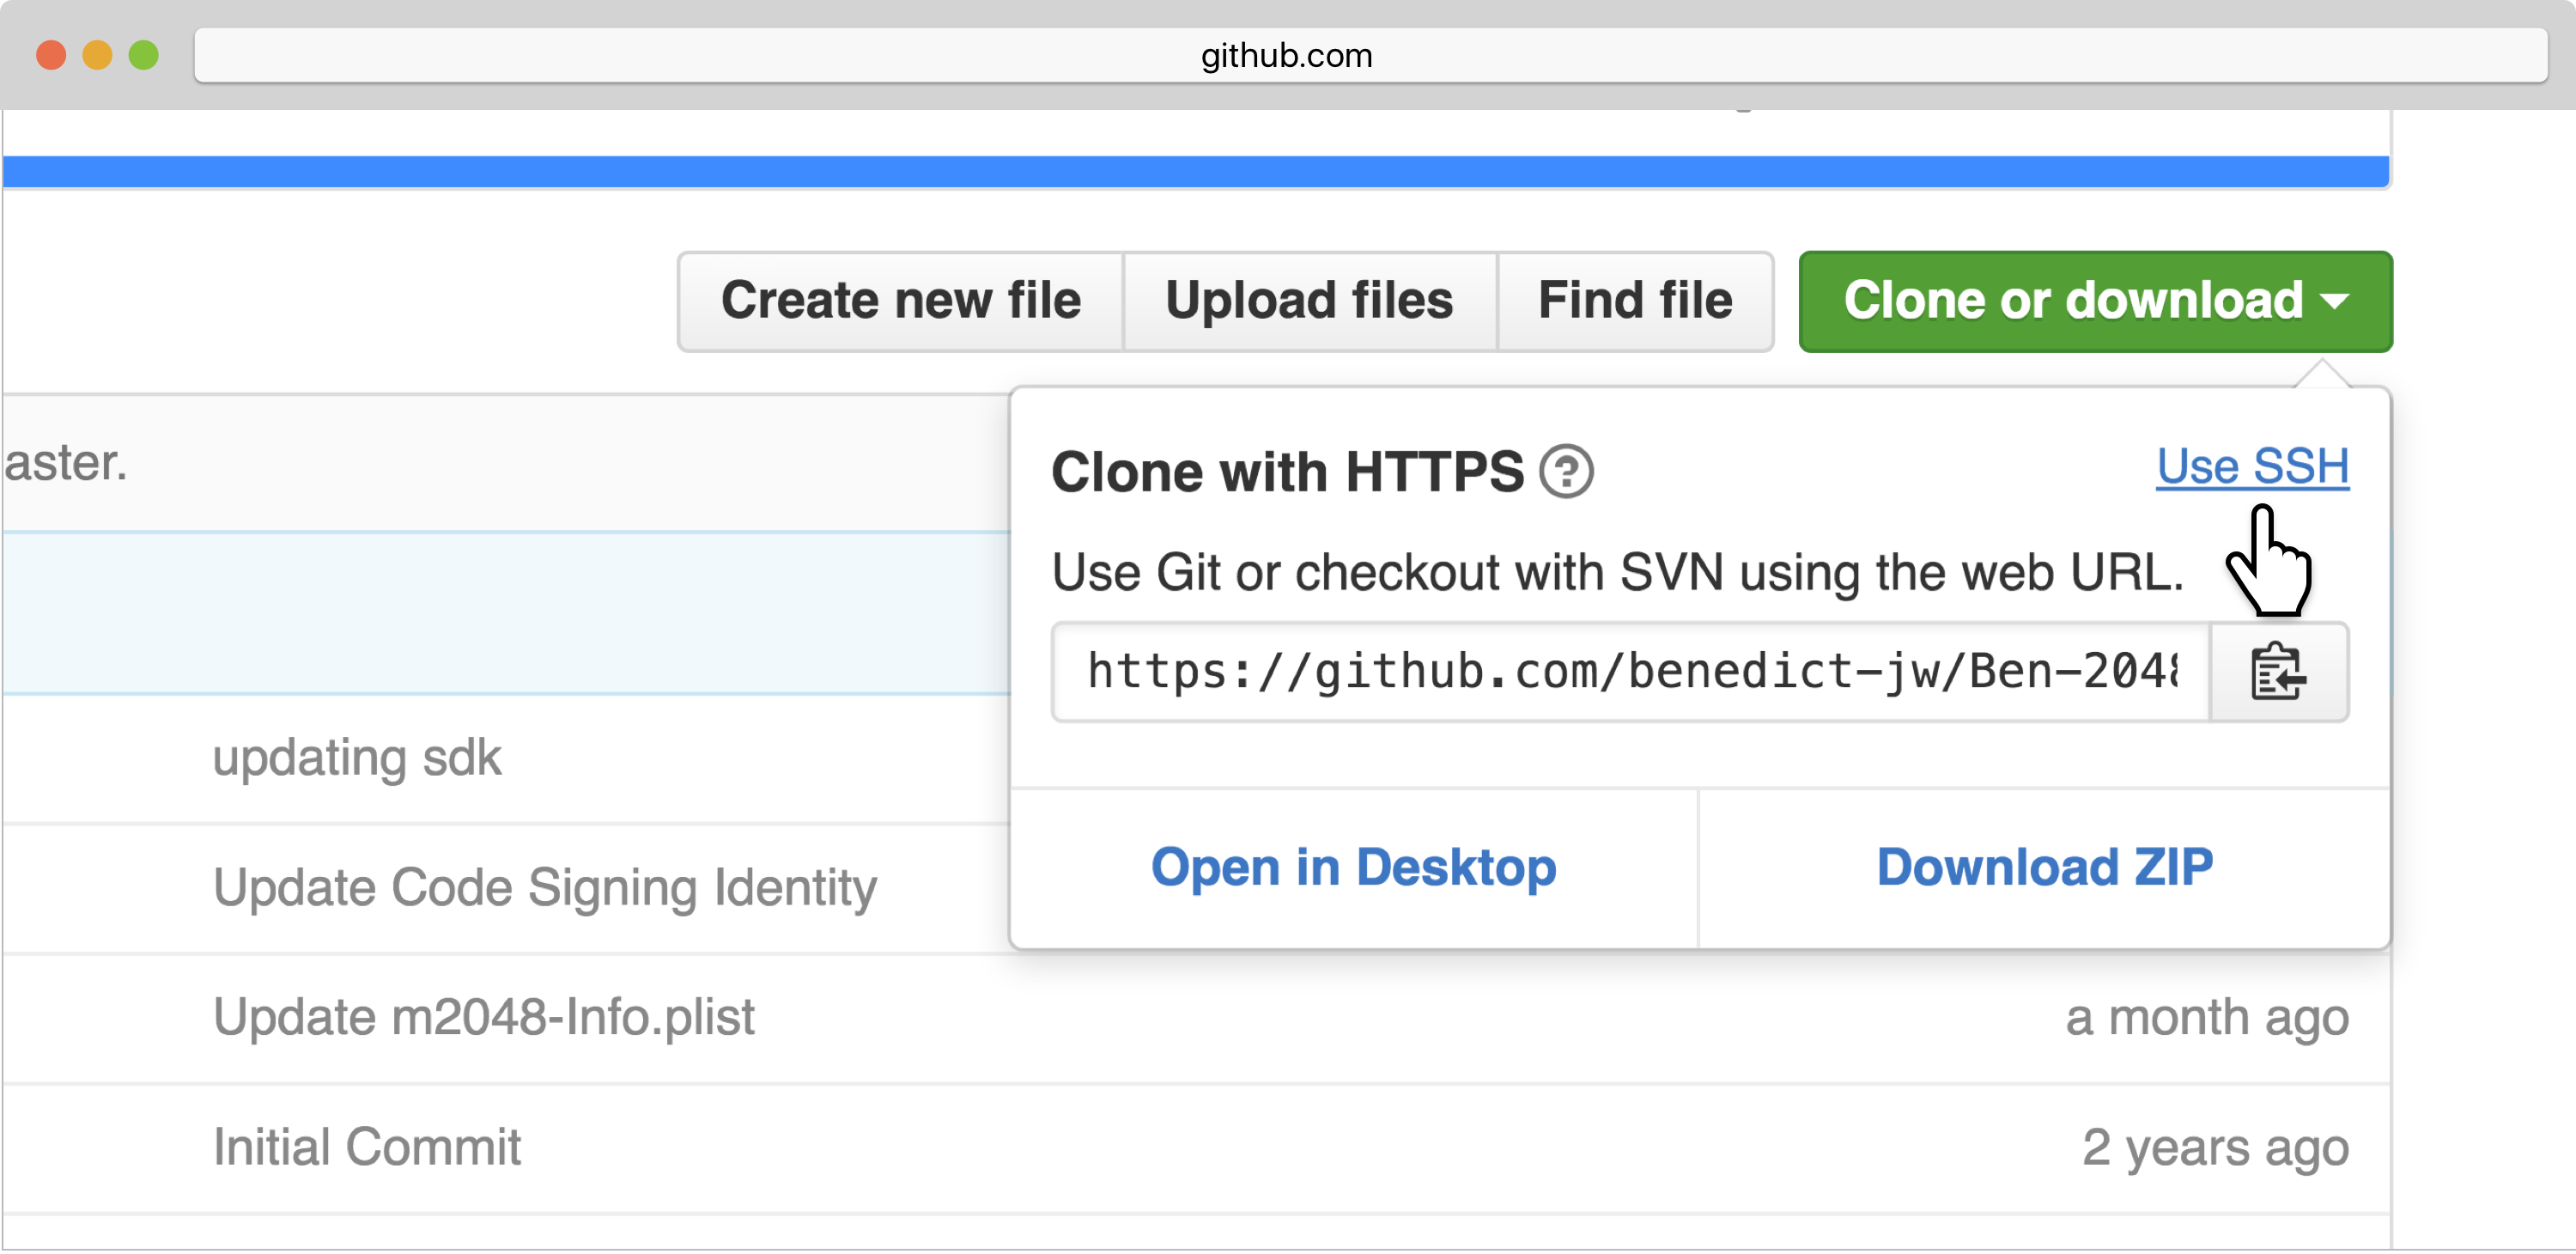 github.com
Create new file
Upload files
Find file
Clone or download
aster.
Clone with HTTPS ?
Use SSH
Use Git or checkout with SVN using the web URL.
https://github.com/benedict-jw/Ben-2048
updating sdk
Update Code Signing Identity
Open in Desktop
Download ZIP
Update m2048-Info.plist
a month ago
Initial Commit
2 years ago